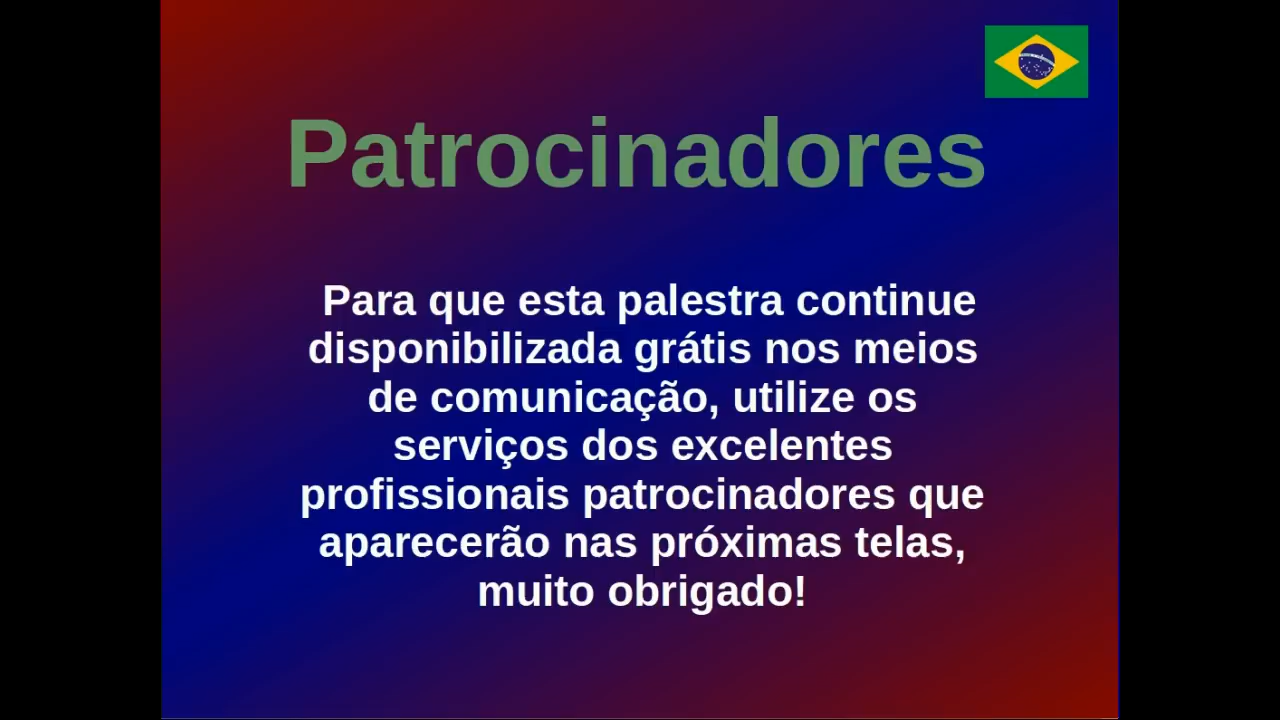 Patrocinadores
Para que esta palestra continue
disponibilizada grátis nos meios
de comunicação, utilize os
serviços dos excelentes
profissionais patrocinadores que
aparecerão nas próximas telas,
muito obrigado!